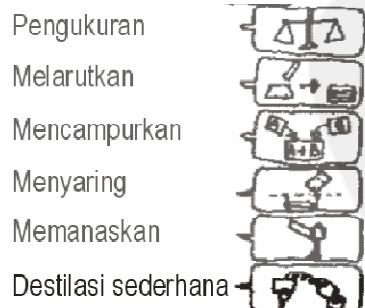 Pengukuran
Melarutkan
Mencampurkan
Menyaring
Memanaskan
Destilasi sederhana